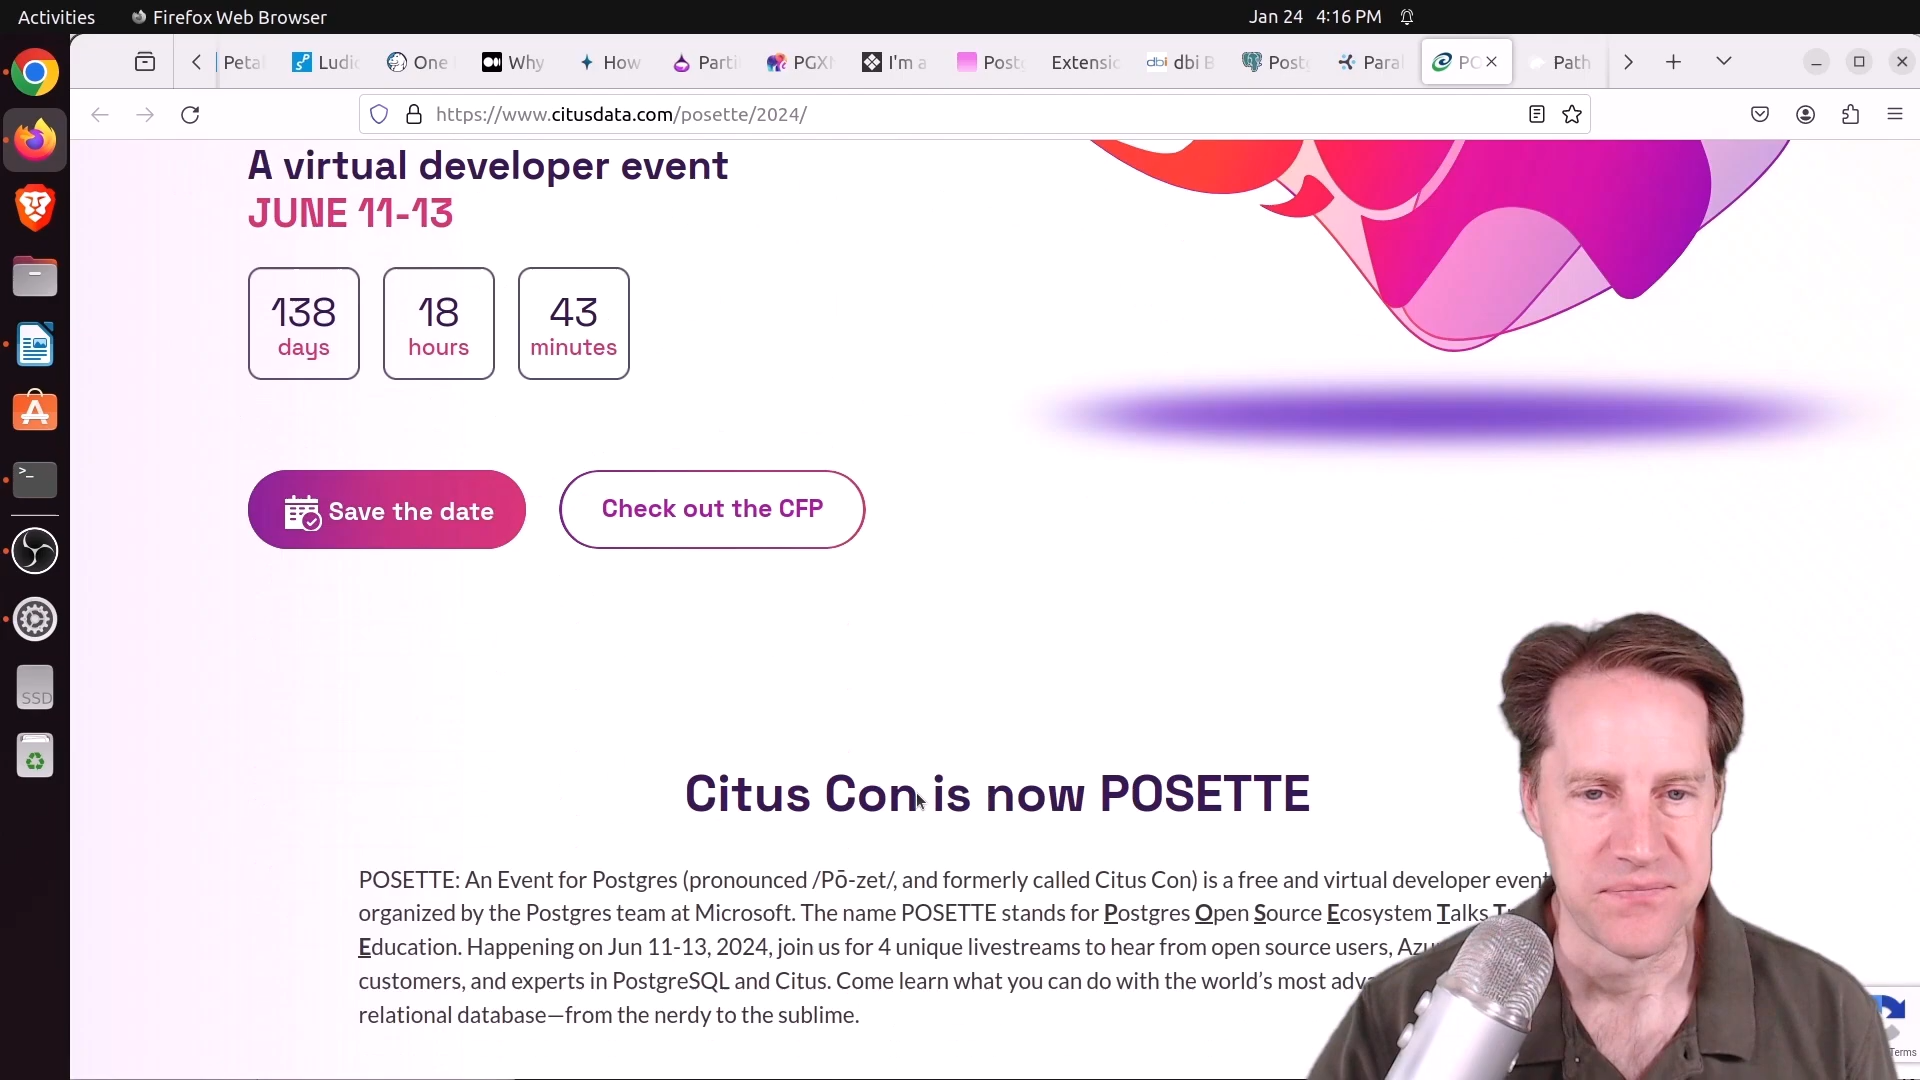 Activities
Firefox Web Browser
Jan 24 4:16 PM
Peta
Ludic
One
Why
How
Parti
PGXN
I'm a
Post
Extensio
dbi dbi B
Post
Para
PO
Path
https://www.citusdata.com/posette/2024/
A virtual developer event
JUNE 11-13
138 days
18 hours
43 minutes
Save the date
Check out the CFP
Citus Con is now POSETTE
POSETTE: An Event for Postgres (pronounced /Pō-zet/, and formerly called Citus Con) is a free and virtual developer event
organized by the Postgres team at Microsoft. The name POSETTE stands for Postgres Open Source Ecosystem Talks
Education. Happening on Jun 11-13, 2024, join us for 4 unique livestreams to hear from open source users,
customers, and experts in PostgreSQL and Citus. Come learn what you can do with the world's most
relational database—from the nerdy to the sublime.
SSD
Terms